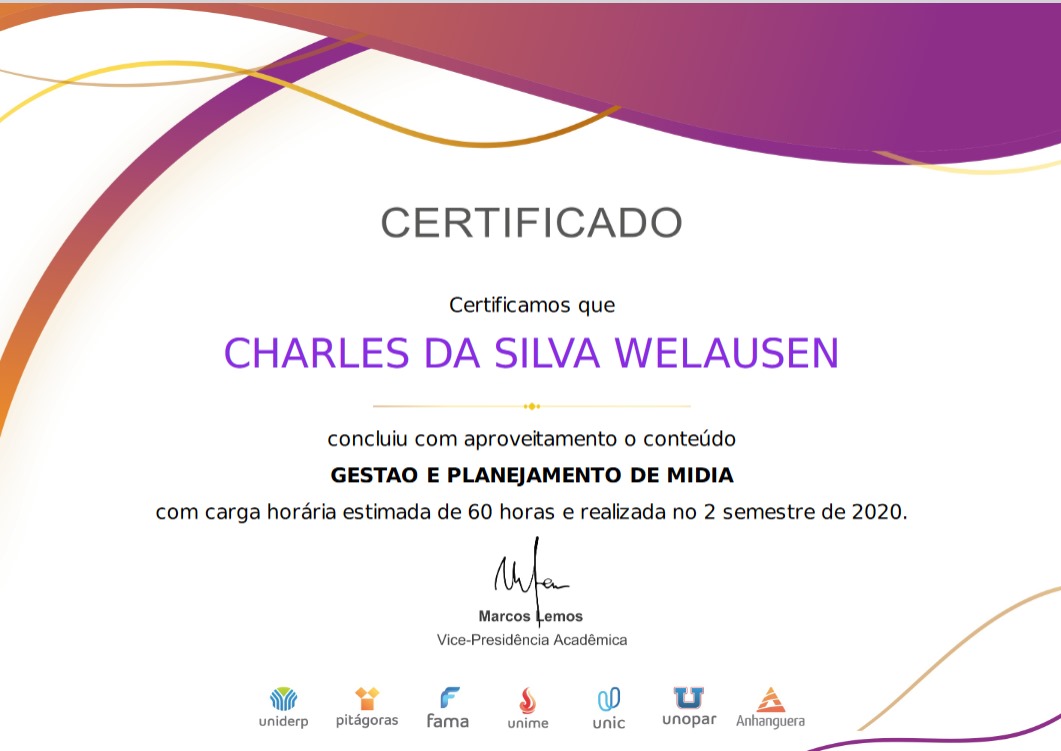 CERTIFICADO
Certificamos que
CHARLES DA SILVA WELAUSEN
concluiu com aproveitamento o conteúdo
GESTAO E PLANEJAMENTO DE MIDIA
com carga horária estimada de 60 horas e realizada no 2 semestre de 2020.
Marcos Lemos
Vice-Presidência Acadêmica
uniderp pitágoras fama unime unic unopar Anhanguera